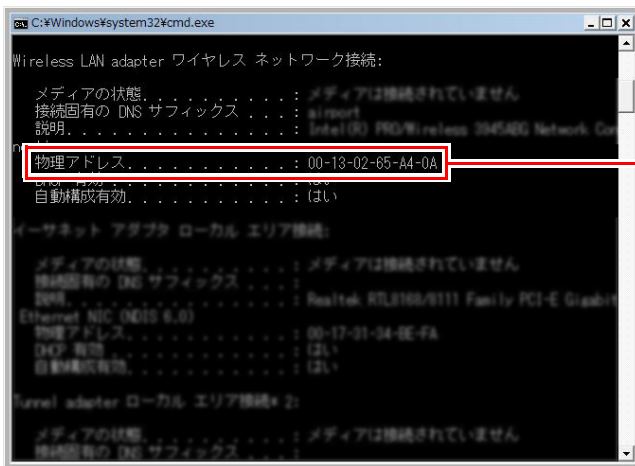 C:¥Windows¥system32¥cmd.exe
Wireless LAN adapter ワイヤレス ネットワーク接続:
メディアの状態. . . . . . . . . . . . : メディアは接続されていません
接続固有の DNS サフィックス . . . : airport
説明. . . . . . . . . . . . . . . . . : Intel(R) PRO/Wireless 3945ABG Network Con
物理アドレス. . . . . . . . . . . . . : 00-13-02-65-A4-0A
DHCP 有効. . . . . . . . . . . . . . : はい
自動構成有効. . . . . . . . . . . . . : はい
イーサネット アダプタ ローカル エリア接続:
メディアの状態. . . . . . . . . . . . : メディアは接続されていません
接続固有の DNS サフィックス . . . :
説明. . . . . . . . . . . . . . . . . : Realtek RTL8168/8111 Family PCI-E Gigabit
Ethernet NIC (NDIS 6.0)
物理アドレス. . . . . . . . . . . . . : 00-17-31-34-BE-FA
DHCP 有効 . . . . . . . . . . . . . . : はい
自動構成有効. . . . . . . . . . . . . : はい
Tunnel adapter ローカル エリア接続* 2:
メディアの状態. . . . . . . . . . . . : メディアは接続されていません
接続固有の DNS サフィックス . . . :